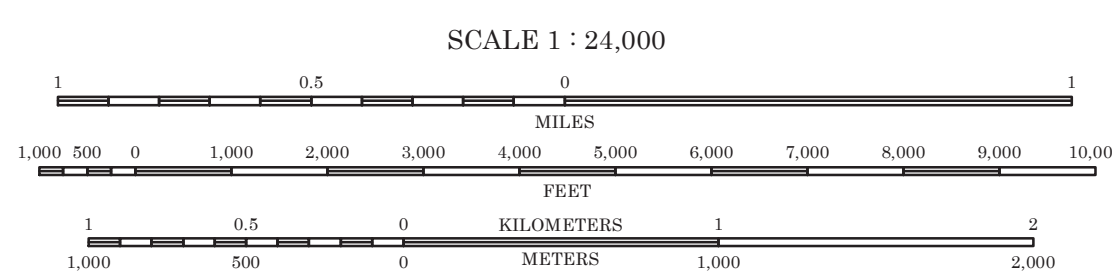 SCALE 1 : 24,000
1 0.5 0 1
MILES
1,000 500 0 1,000 2,000 3,000 4,000 5,000 6,000 7,000 8,000 9,000 10,00
FEET
1 0.5 0 KILOMETERS 1 2
1,000 500 0 METERS 1,000 2,000